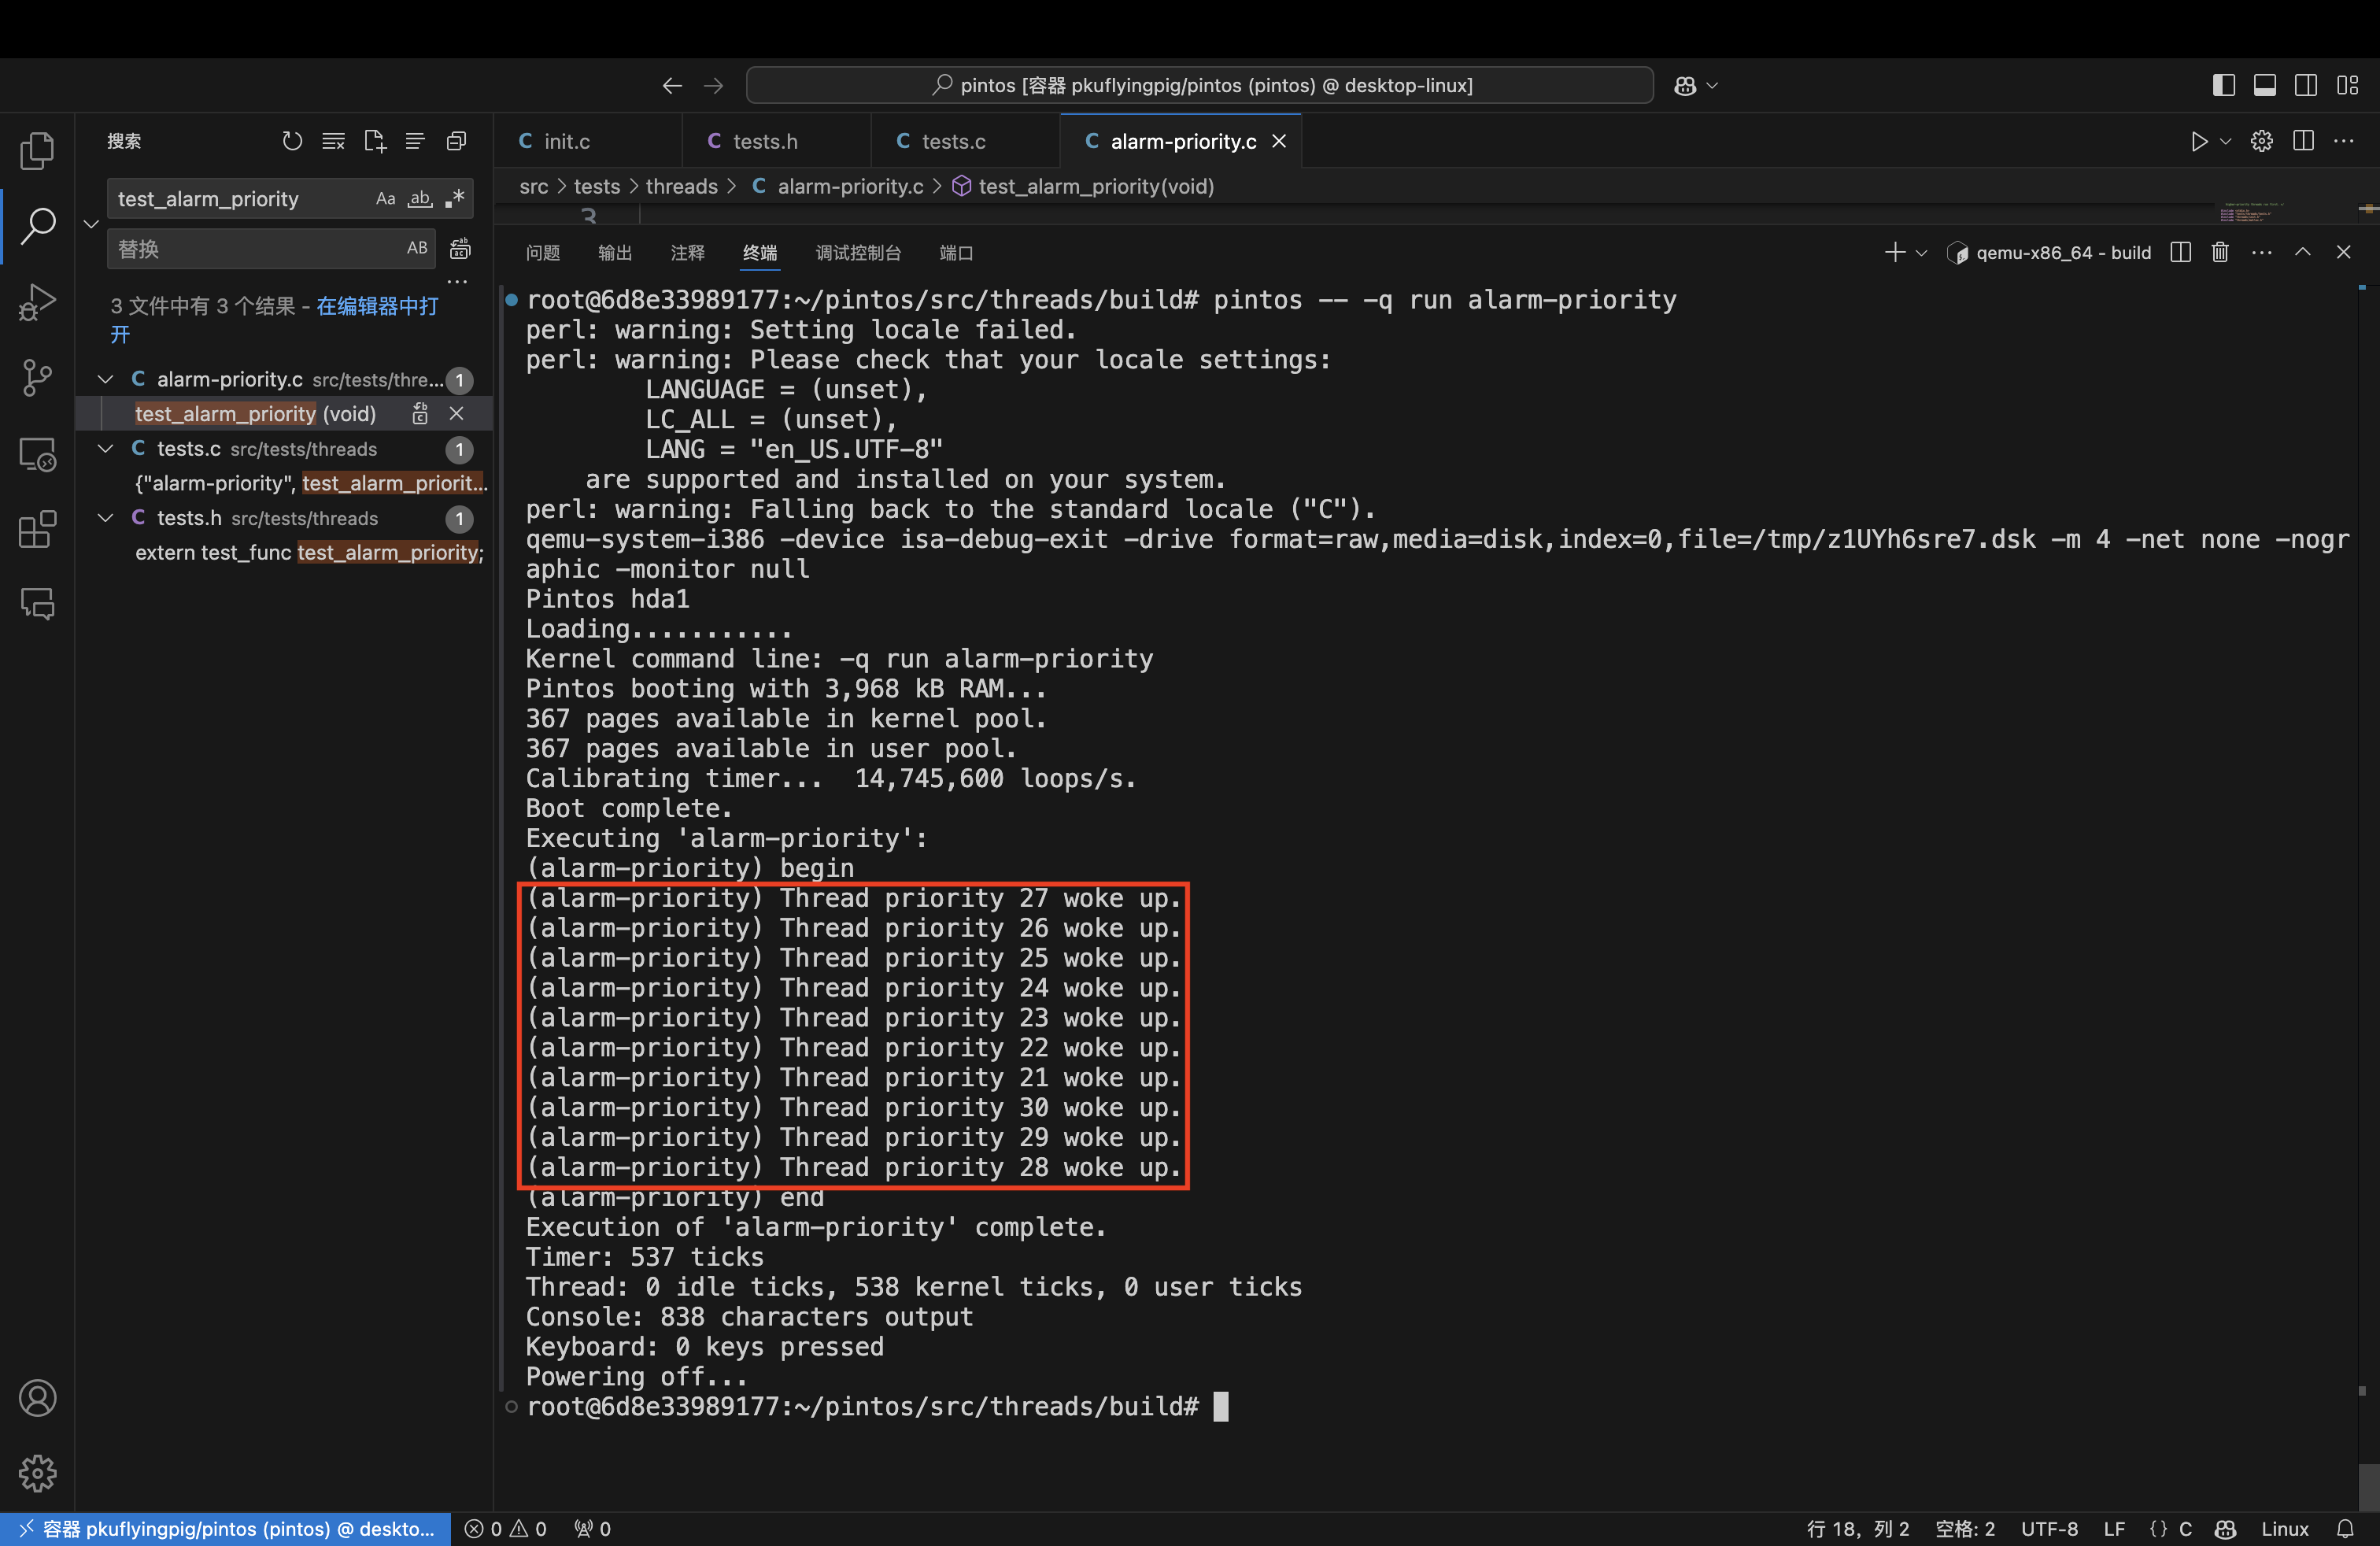 pintos [容器 pkuflyingpig/pintos (pintos) @ desktop-linux]
搜索
test_alarm_priority
Aa ab .*
替换
AB
3 文件中有 3 个结果 - 在编辑器中打
开
alarm-priority.c src/tests/thre... 1
test_alarm_priority (void)
tests.c src/tests/threads 1
{"alarm-priority", test_alarm_priorit...
tests.h src/tests/threads 1
extern test_func test_alarm_priority;
C init.c
C tests.h
C tests.c
C alarm-priority.c
src > tests > threads > C alarm-priority.c > test_alarm_priority(void)
3
问题 输出 注释 终端 调试控制台 端口
qemu-x86_64 - build
root@6d8e33989177:~/pintos/src/threads/build# pintos -- -q run alarm-priority
perl: warning: Setting locale failed.
perl: warning: Please check that your locale settings:
LANGUAGE = (unset),
LC_ALL = (unset),
LANG = "en_US.UTF-8"
are supported and installed on your system.
perl: warning: Falling back to the standard locale ("C").
qemu-system-i386 -device isa-debug-exit -drive format=raw,media=disk,index=0,file=/tmp/z1UYh6sre7.dsk -m 4 -net none -nogr
aphic -monitor null
Pintos hda1
Loading...........
Kernel command line: -q run alarm-priority
Pintos booting with 3,968 kB RAM...
367 pages available in kernel pool.
367 pages available in user pool.
Calibrating timer...  14,745,600 loops/s.
Boot complete.
Executing 'alarm-priority':
(alarm-priority) begin
(alarm-priority) Thread priority 27 woke up.
(alarm-priority) Thread priority 26 woke up.
(alarm-priority) Thread priority 25 woke up.
(alarm-priority) Thread priority 24 woke up.
(alarm-priority) Thread priority 23 woke up.
(alarm-priority) Thread priority 22 woke up.
(alarm-priority) Thread priority 21 woke up.
(alarm-priority) Thread priority 30 woke up.
(alarm-priority) Thread priority 29 woke up.
(alarm-priority) Thread priority 28 woke up.
(alarm-priority) end
Execution of 'alarm-priority' complete.
Timer: 537 ticks
Thread: 0 idle ticks, 538 kernel ticks, 0 user ticks
Console: 838 characters output
Keyboard: 0 keys pressed
Powering off...
root@6d8e33989177:~/pintos/src/threads/build#
容器 pkuflyingpig/pintos (pintos) @ deskto... 0 0 0
行 18, 列 2 空格: 2 UTF-8 LF {} C Linux